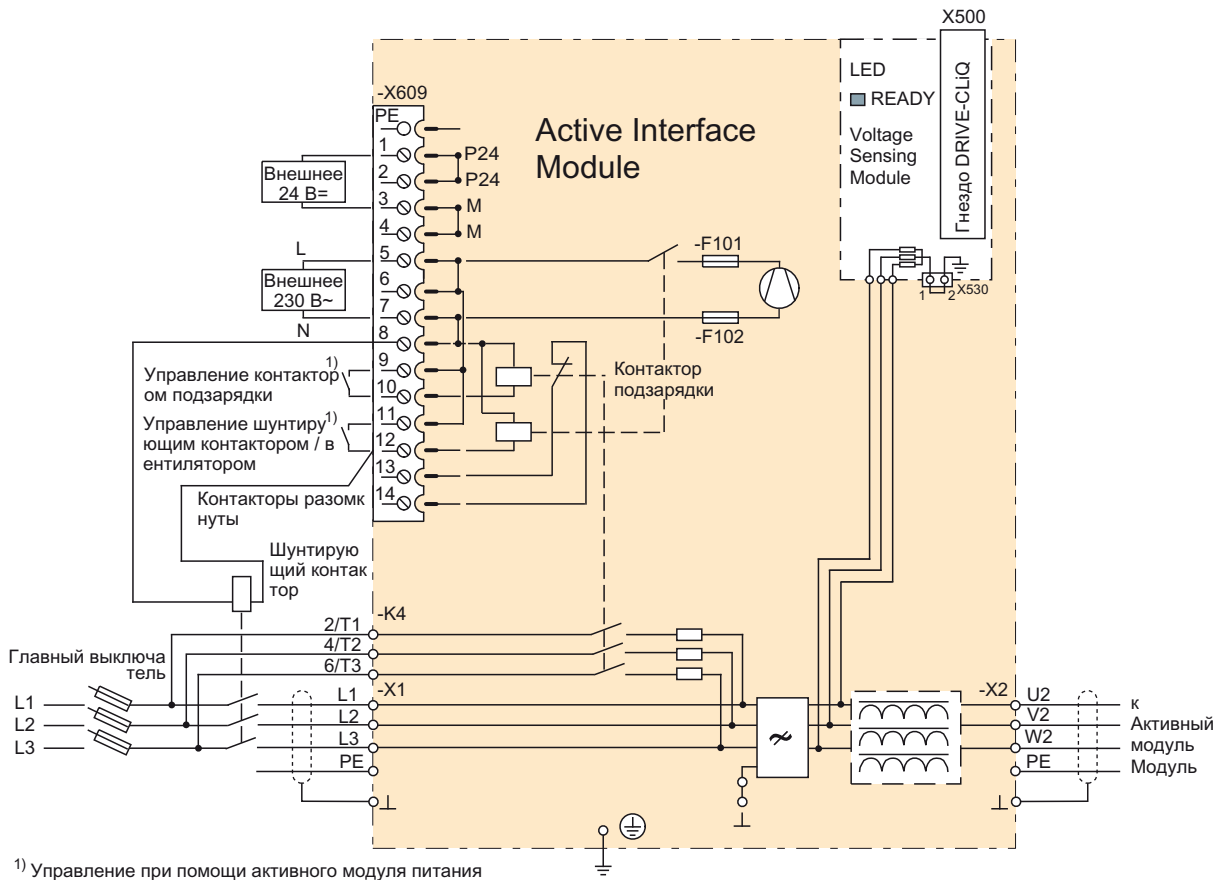 X500
LED
READY
Voltage
Sensing
Module
Гнездо DRIVE-CLiQ
1
2
X530
-X609
Active Interface
Module
PE
1
P24
2
P24
3
M
4
M
5
6
7
8
9
10
11
12
13
14
Внешнее
24 В=
L
Внешнее
230 В~
N
-F101
-F102
Управление контактор
ом подзарядки
1)
Управление шунтиру
ющим контактором / в
ентилятором
1)
Контактор
подзарядки
Контакторы разомк
нуты
Шунтирую
щий контак
тор
-K4
2/T1
4/T2
6/T3
Главный выключа
тель
-X1
L1
L1
L2
L2
L3
L3
PE
-X2
U2
к
V2
Активный
W2
модуль
PE
Модуль
1) Управление при помощи активного модуля питания